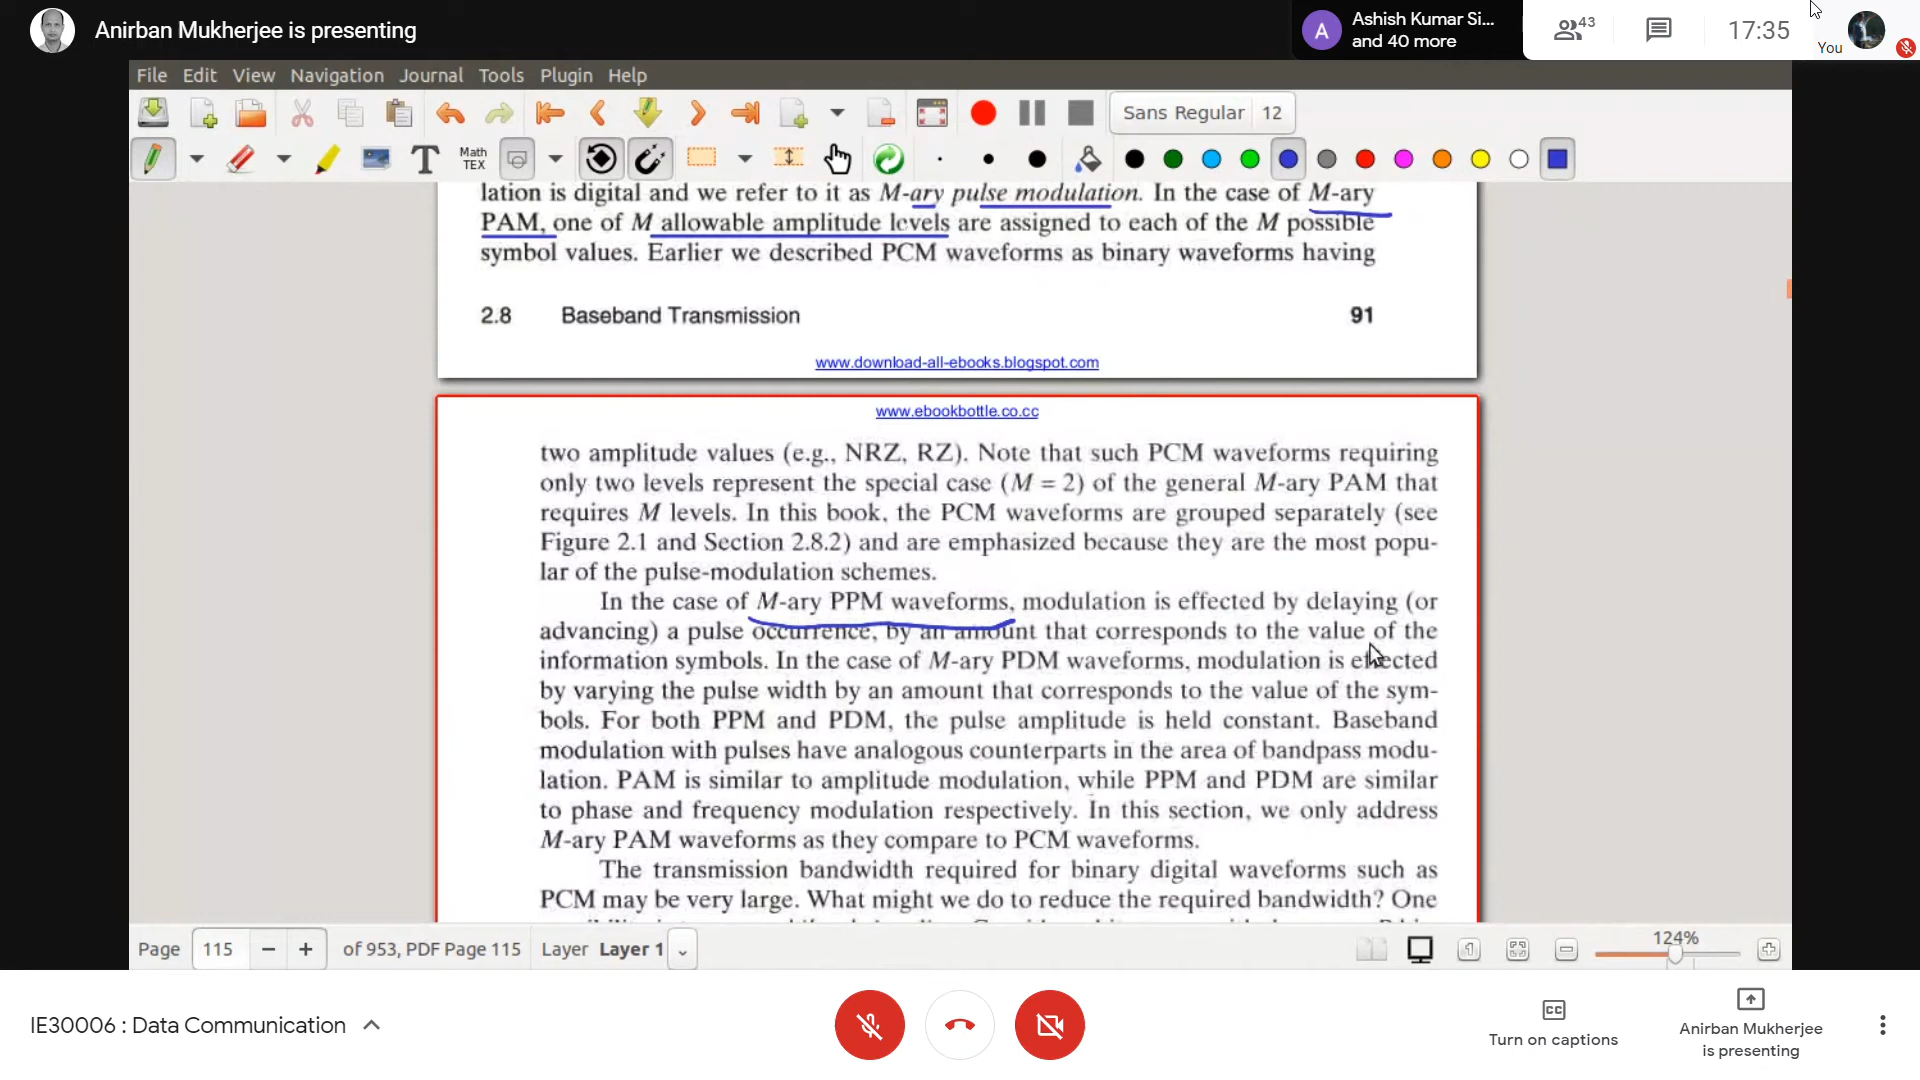 Anirban Mukherjee is presenting
A
Ashish Kumar Si...
and 40 more
43
17:35
You
File Edit View Navigation Journal Tools Plugin Help
Sans Regular 12
T
Math
TEX
lation is digital and we refer to it as M-ary pulse modulation. In the case of M-ary
PAM, one of M allowable amplitude levels are assigned to each of the M possible
symbol values. Earlier we described PCM waveforms as binary waveforms having
2.8 Baseband Transmission 91
www.download-all-ebooks.blogspot.com
www.ebookbottle.co.cc
two amplitude values (e.g., NRZ, RZ). Note that such PCM waveforms requiring
only two levels represent the special case (M = 2) of the general M-ary PAM that
requires M levels. In this book, the PCM waveforms are grouped separately (see
Figure 2.1 and Section 2.8.2) and are emphasized because they are the most popu-
lar of the pulse-modulation schemes.
In the case of M-ary PPM waveforms, modulation is effected by delaying (or
advancing) a pulse occurrence, by an amount that corresponds to the value of the
information symbols. In the case of M-ary PDM waveforms, modulation is effected
by varying the pulse width by an amount that corresponds to the value of the sym-
bols. For both PPM and PDM, the pulse amplitude is held constant. Baseband
modulation with pulses have analogous counterparts in the area of bandpass modu-
lation. PAM is similar to amplitude modulation, while PPM and PDM are similar
to phase and frequency modulation respectively. In this section, we only address
M-ary PAM waveforms as they compare to PCM waveforms.
The transmission bandwidth required for binary digital waveforms such as
PCM may be very large. What might we do to reduce the required bandwidth? One
Page 115 − + of 953, PDF Page 115 Layer Layer 1
124%
IE30006 : Data Communication
CC
Turn on captions
Anirban Mukherjee
is presenting